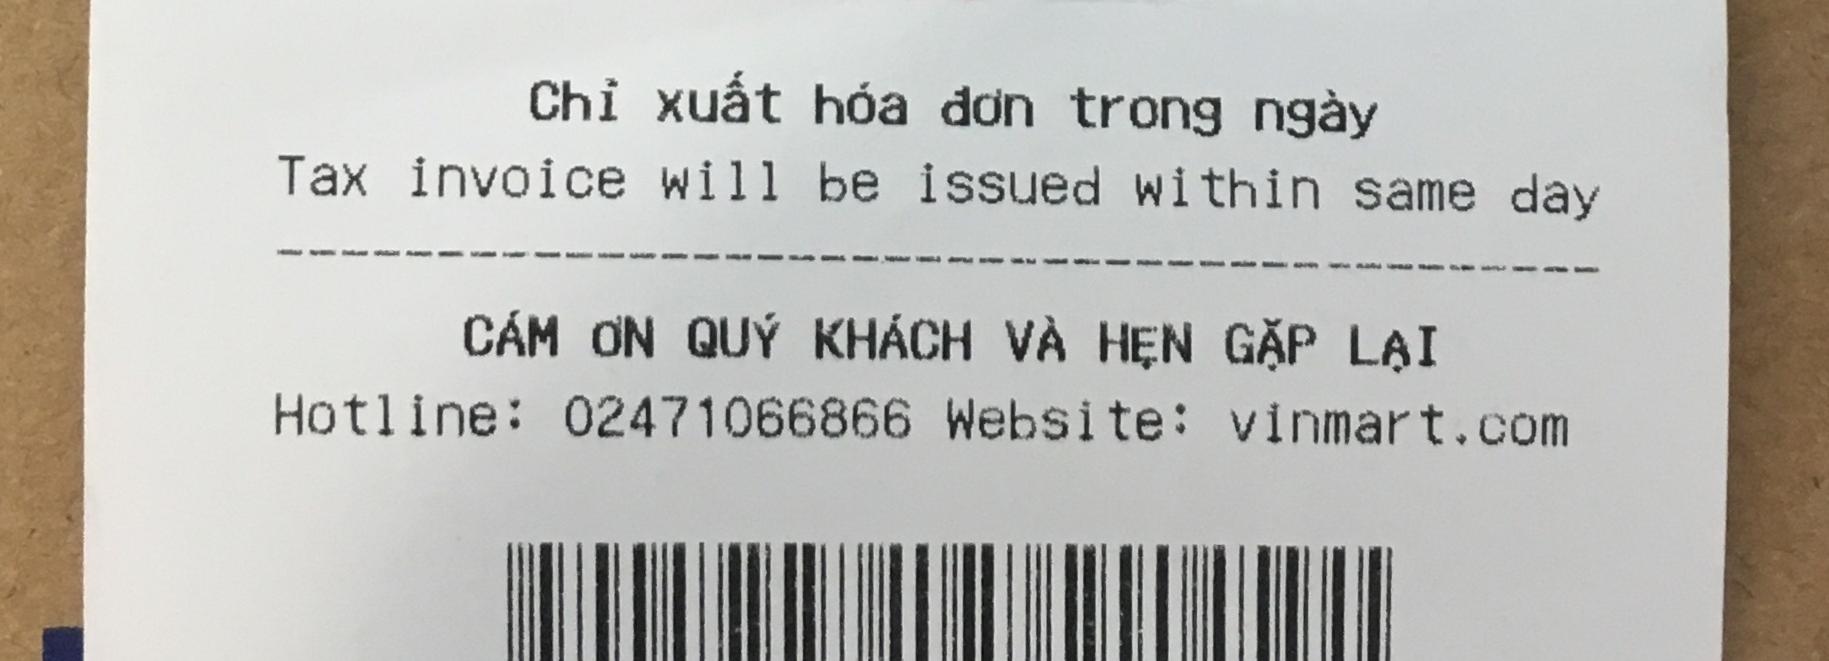 Chỉ xuất hóa đơn trong ngày
Tax invoice will be issued within same day
CÁM ƠN QUÝ KHÁCH VÀ HẸN GẶP LẠI
Hotline: 02471066866 Website: vinmart.com